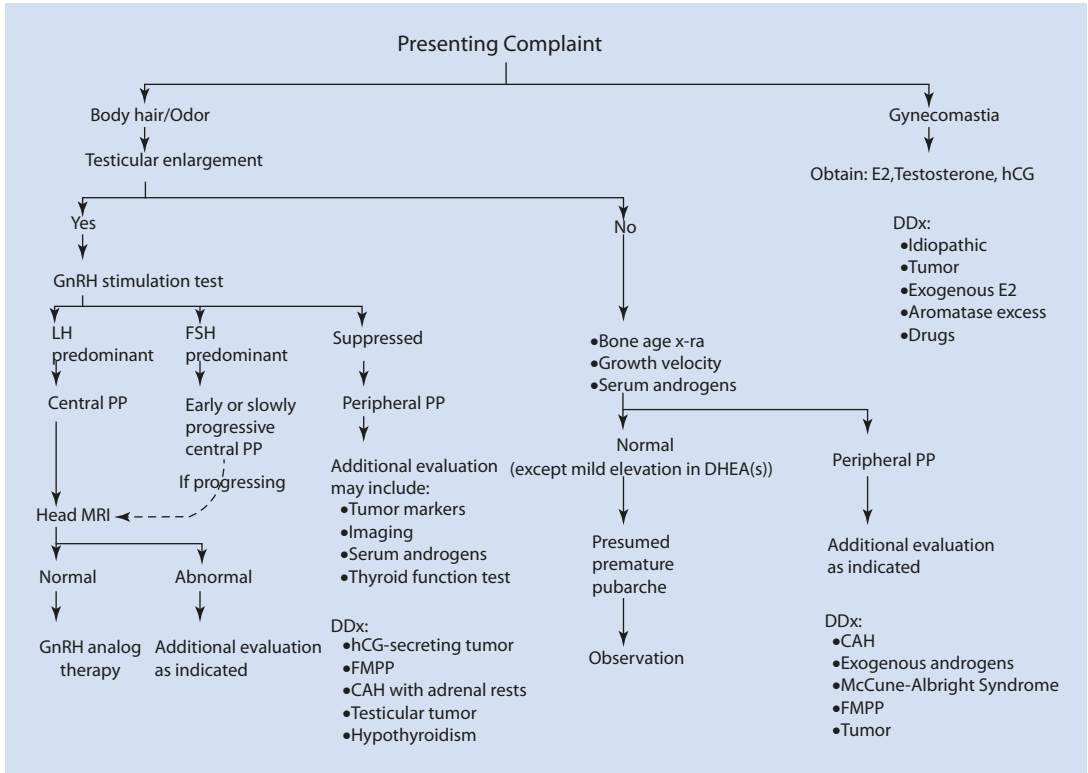 Presenting Complaint
Body hair/Odor
Testicular enlargement
Yes
GnRH stimulation test
LH
predominant
Central PP
FSH
predominant
Early or slowly
progressive
central PP
If progressing
Head MRI
Normal
GnRH analog
therapy
Abnormal
Additional evaluation
as indicated
Suppressed
Peripheral PP
Additional evaluation
may include:
•Tumor markers
•Imaging
•Serum androgens
•Thyroid function test
DDx:
•hCG-secreting tumor
•FMPP
•CAH with adrenal rests
•Testicular tumor
•Hypothyroidism
No
•Bone age x-ra
•Growth velocity
•Serum androgens
Normal
(except mild elevation in DHEA(s))
Presumed
premature
pubarche
Observation
Peripheral PP
Additional evaluation
as indicated
DDx:
•CAH
•Exogenous androgens
•McCune-Albright Syndrome
•FMPP
•Tumor
Gynecomastia
Obtain: E2,Testosterone, hCG
DDx:
•Idiopathic
•Tumor
•Exogenous E2
•Aromatase excess
•Drugs